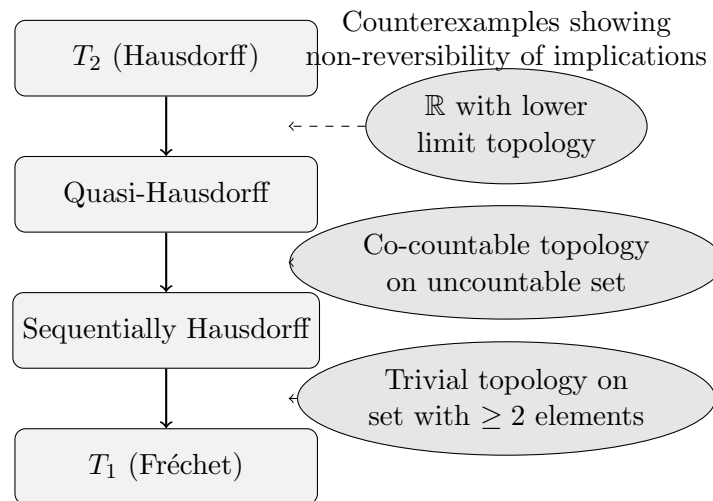 T₂ (Hausdorff)
Counterexamples showing
non-reversibility of implications
ℝ with lower
limit topology
Quasi-Hausdorff
Co-countable topology
on uncountable set
Sequentially Hausdorff
Trivial topology on
set with ≥ 2 elements
T₁ (Fréchet)